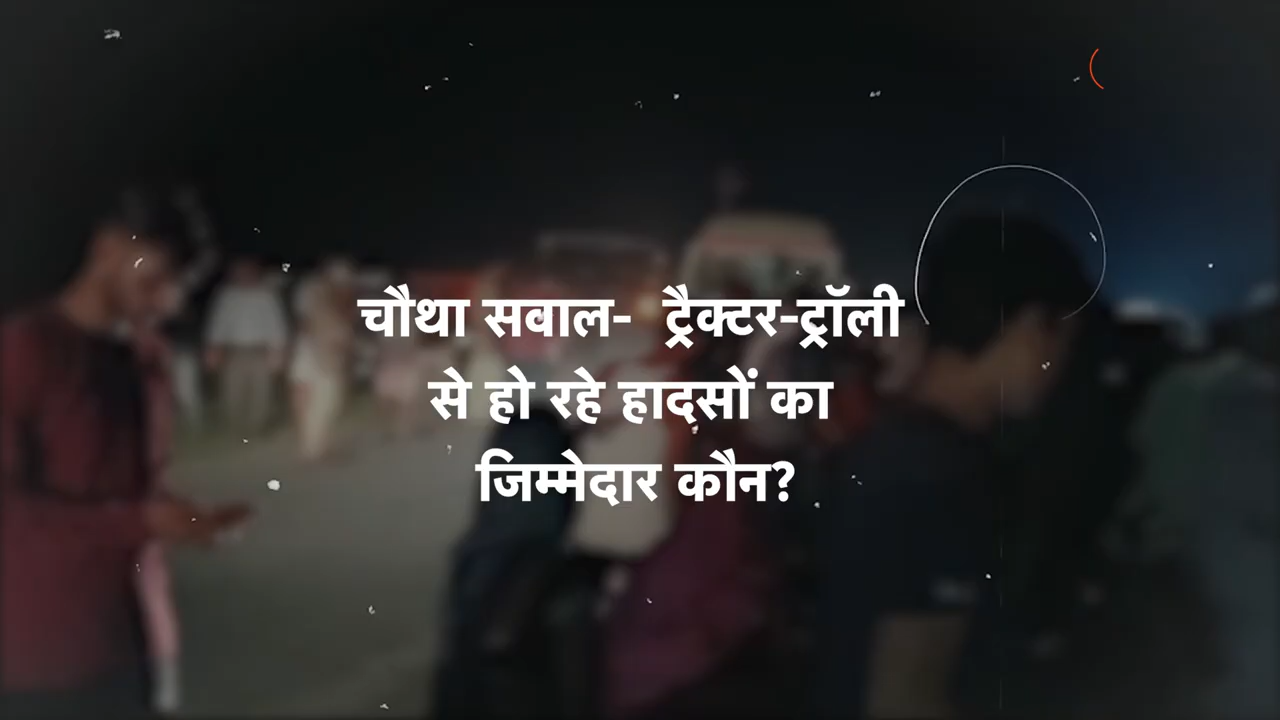 चौथा सवाल- ट्रैक्टर-ट्रॉली
से हो रहे हादसों का
जिम्मेदार कौन?